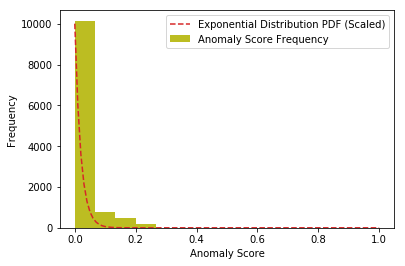 Exponential Distribution PDF (Scaled)
Anomaly Score Frequency
10000
8000
6000
4000
2000
0
Frequency
0.0 0.2 0.4 0.6 0.8 1.0
Anomaly Score